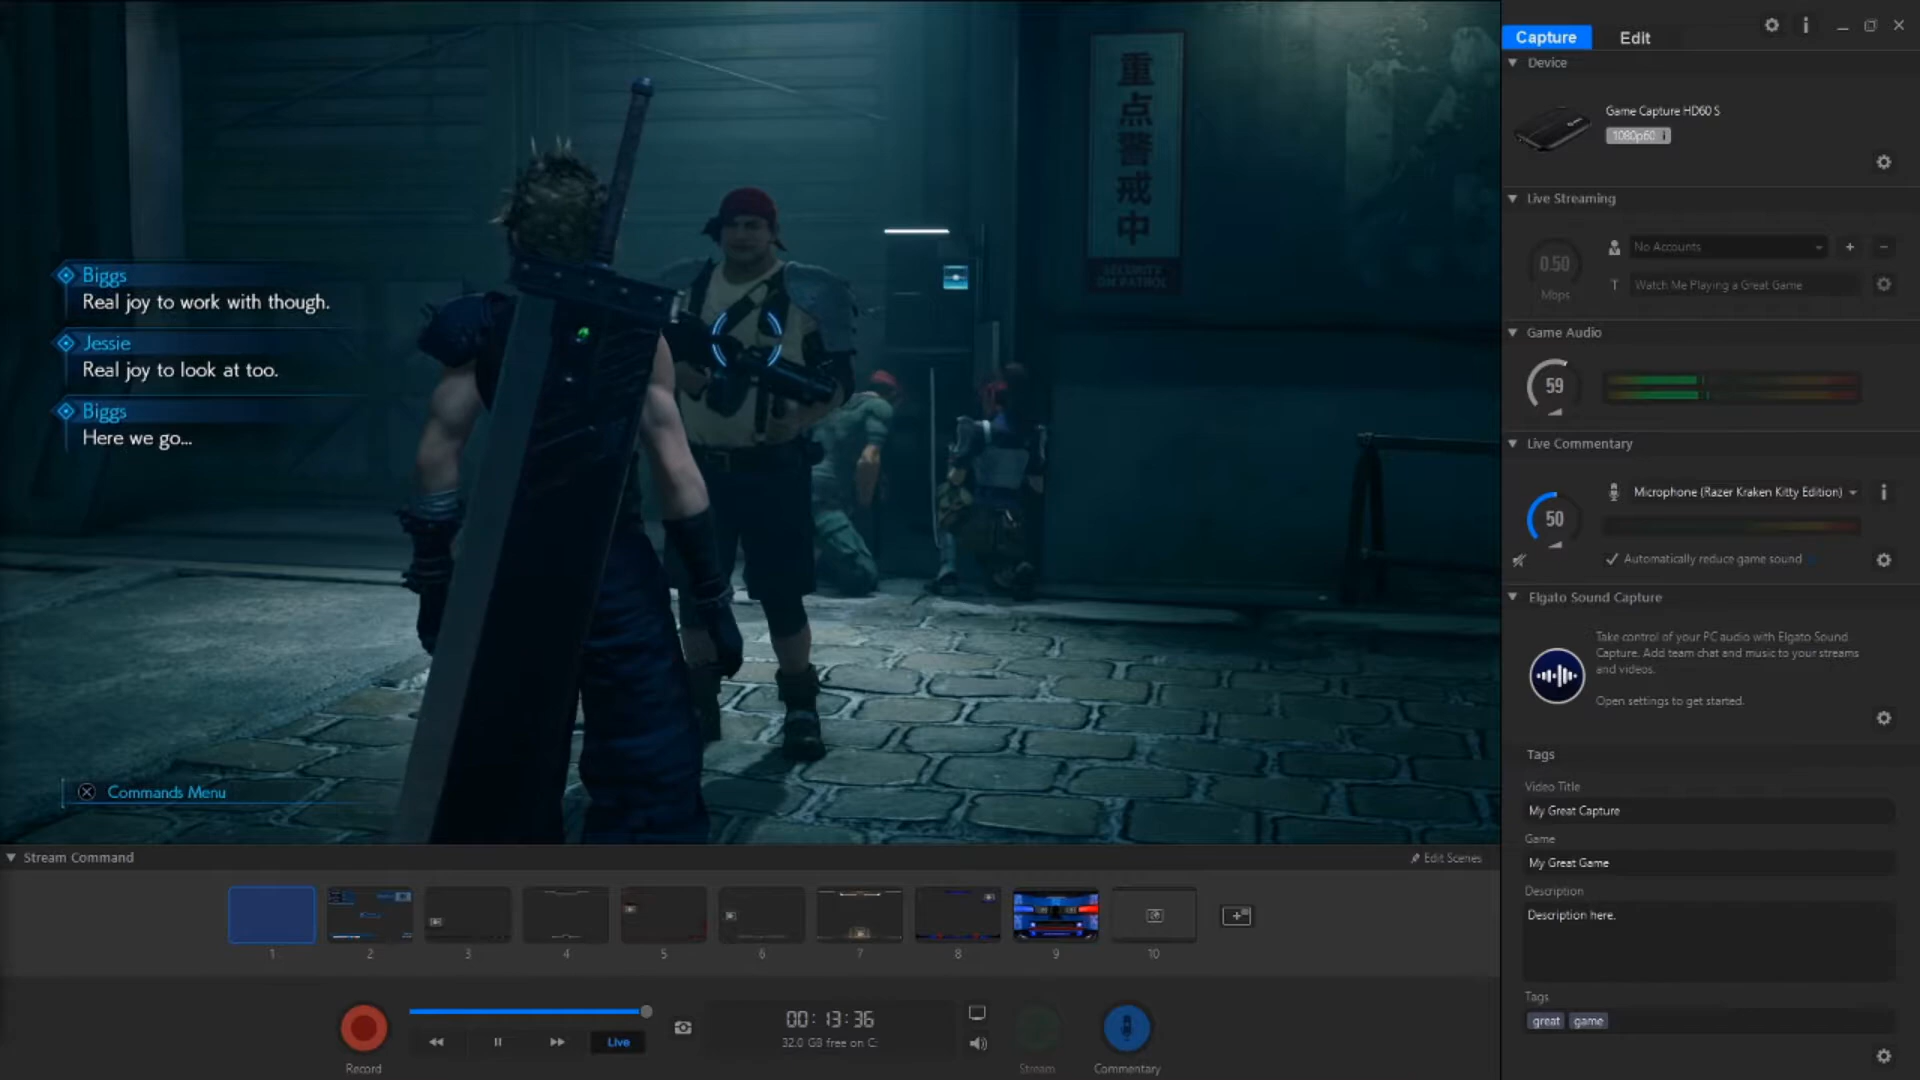 Biggs
Real joy to work with though.
Jessie
Real joy to look at too.
Biggs
Here we go...
重点警戒中
SECURITY
ON PATROL
Commands Menu
Capture
Edit
Device
Game Capture HD60 S
1080p60 i
Live Streaming
0.50
Mbps
No Accounts
T
Watch Me Playing a Great Game
Game Audio
59
Live Commentary
50
Microphone (Razer Kraken Kitty Edition)
Automatically reduce game sound
Elgato Sound Capture
Take control of your PC audio with Elgato Sound
Capture. Add team chat and music to your streams
and videos.
Open settings to get started.
Tags
Video Title
My Great Capture
Game
My Great Game
Description
Description here.
Tags
great game
Stream Command
Edit Scenes
1 2 3 4 5 6 7 8 9 10
Record
Live
00:13:36
32.0 GB free on C:
Stream
Commentary